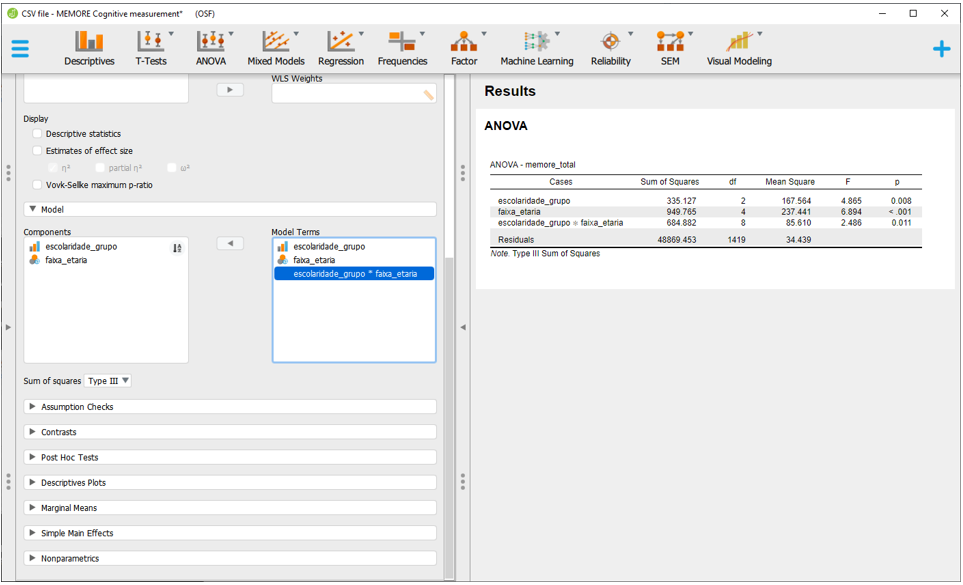 CSV file - MEMORE Cognitive measurement* (OSF)
Descriptives T-Tests ANOVA Mixed Models Regression Frequencies Factor Machine Learning Reliability SEM Visual Modeling
WLS Weights
Display
Descriptive statistics
Estimates of effect size
η² partial η² ω²
Vovk-Sellke maximum p-ratio
Model
Components Model Terms
escolaridade_grupo escolaridade_grupo
faixa_etaria faixa_etaria
escolaridade_grupo * faixa_etaria
Sum of squares Type III
Assumption Checks
Contrasts
Post Hoc Tests
Descriptives Plots
Marginal Means
Simple Main Effects
Nonparametrics
Results
ANOVA
ANOVA - memore_total
Cases Sum of Squares df Mean Square F p
escolaridade_grupo 335.127 2 167.564 4.865 0.008
faixa_etaria 949.765 4 237.441 6.894 < .001
escolaridade_grupo ∗ faixa_etaria 684.882 8 85.610 2.486 0.011
Residuals 48869.453 1419 34.439
Note. Type III Sum of Squares